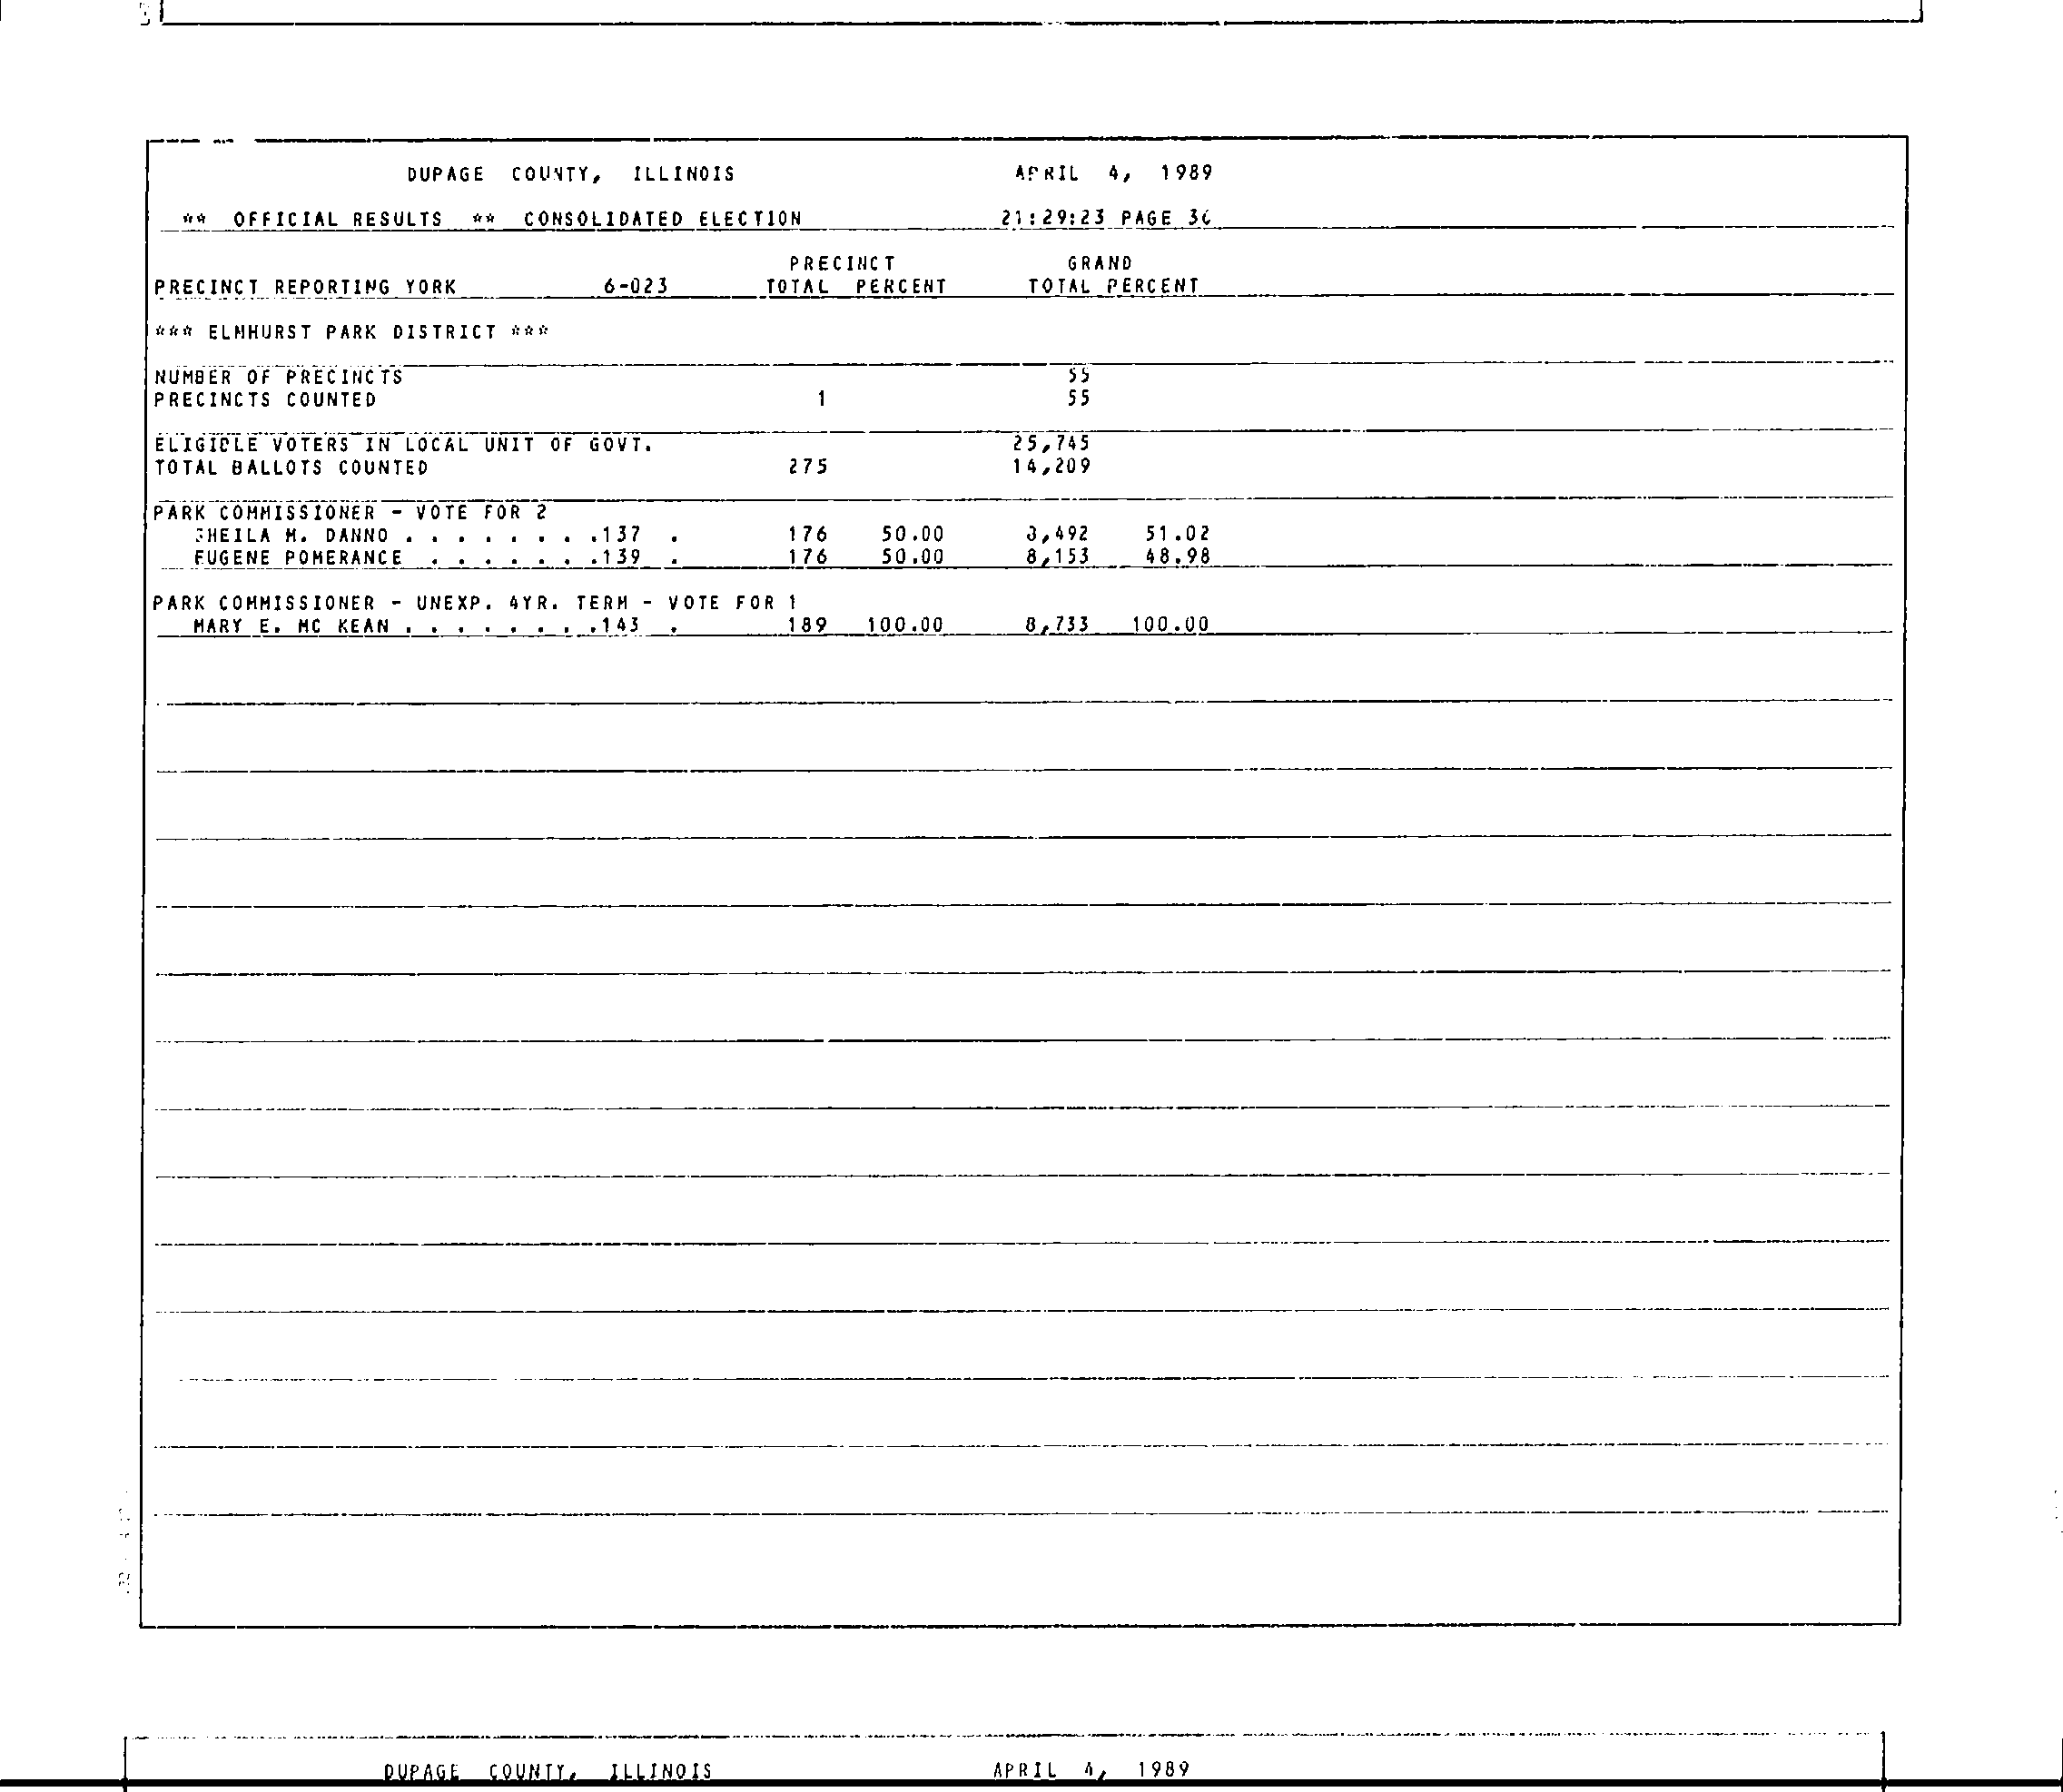 DUPAGE COUNTY, ILLINOIS APRIL 4, 1989
** OFFICIAL RESULTS ** CONSOLIDATED ELECTION 21:29:23 PAGE
PRECINCT GRAND
PRECINCT REPORTING YORK 6-023 TOTAL PERCENT TOTAL PERCENT
*** ELMHURST PARK DISTRICT ***
NUMBER OF PRECINCTS 55
PRECINCTS COUNTED 1 55
ELIGIBLE VOTERS IN LOCAL UNIT OF GOVT. 25,745
TOTAL BALLOTS COUNTED 275 14,209
PARK COMMISSIONER - VOTE FOR 2
SHEILA M. DANNO . . . . . . . .137 . 176 50.00 8,492 51.02
EUGENE POMERANCE . . . . . . .139 . 176 50.00 8,153 48.98
PARK COMMISSIONER - UNEXP. 4YR. TERM - VOTE FOR 1
MARY E. MC KEAN . . . . . . . .143 . 189 100.00 8,733 100.00
DUPAGE COUNTY, ILLINOIS APRIL 4, 1989